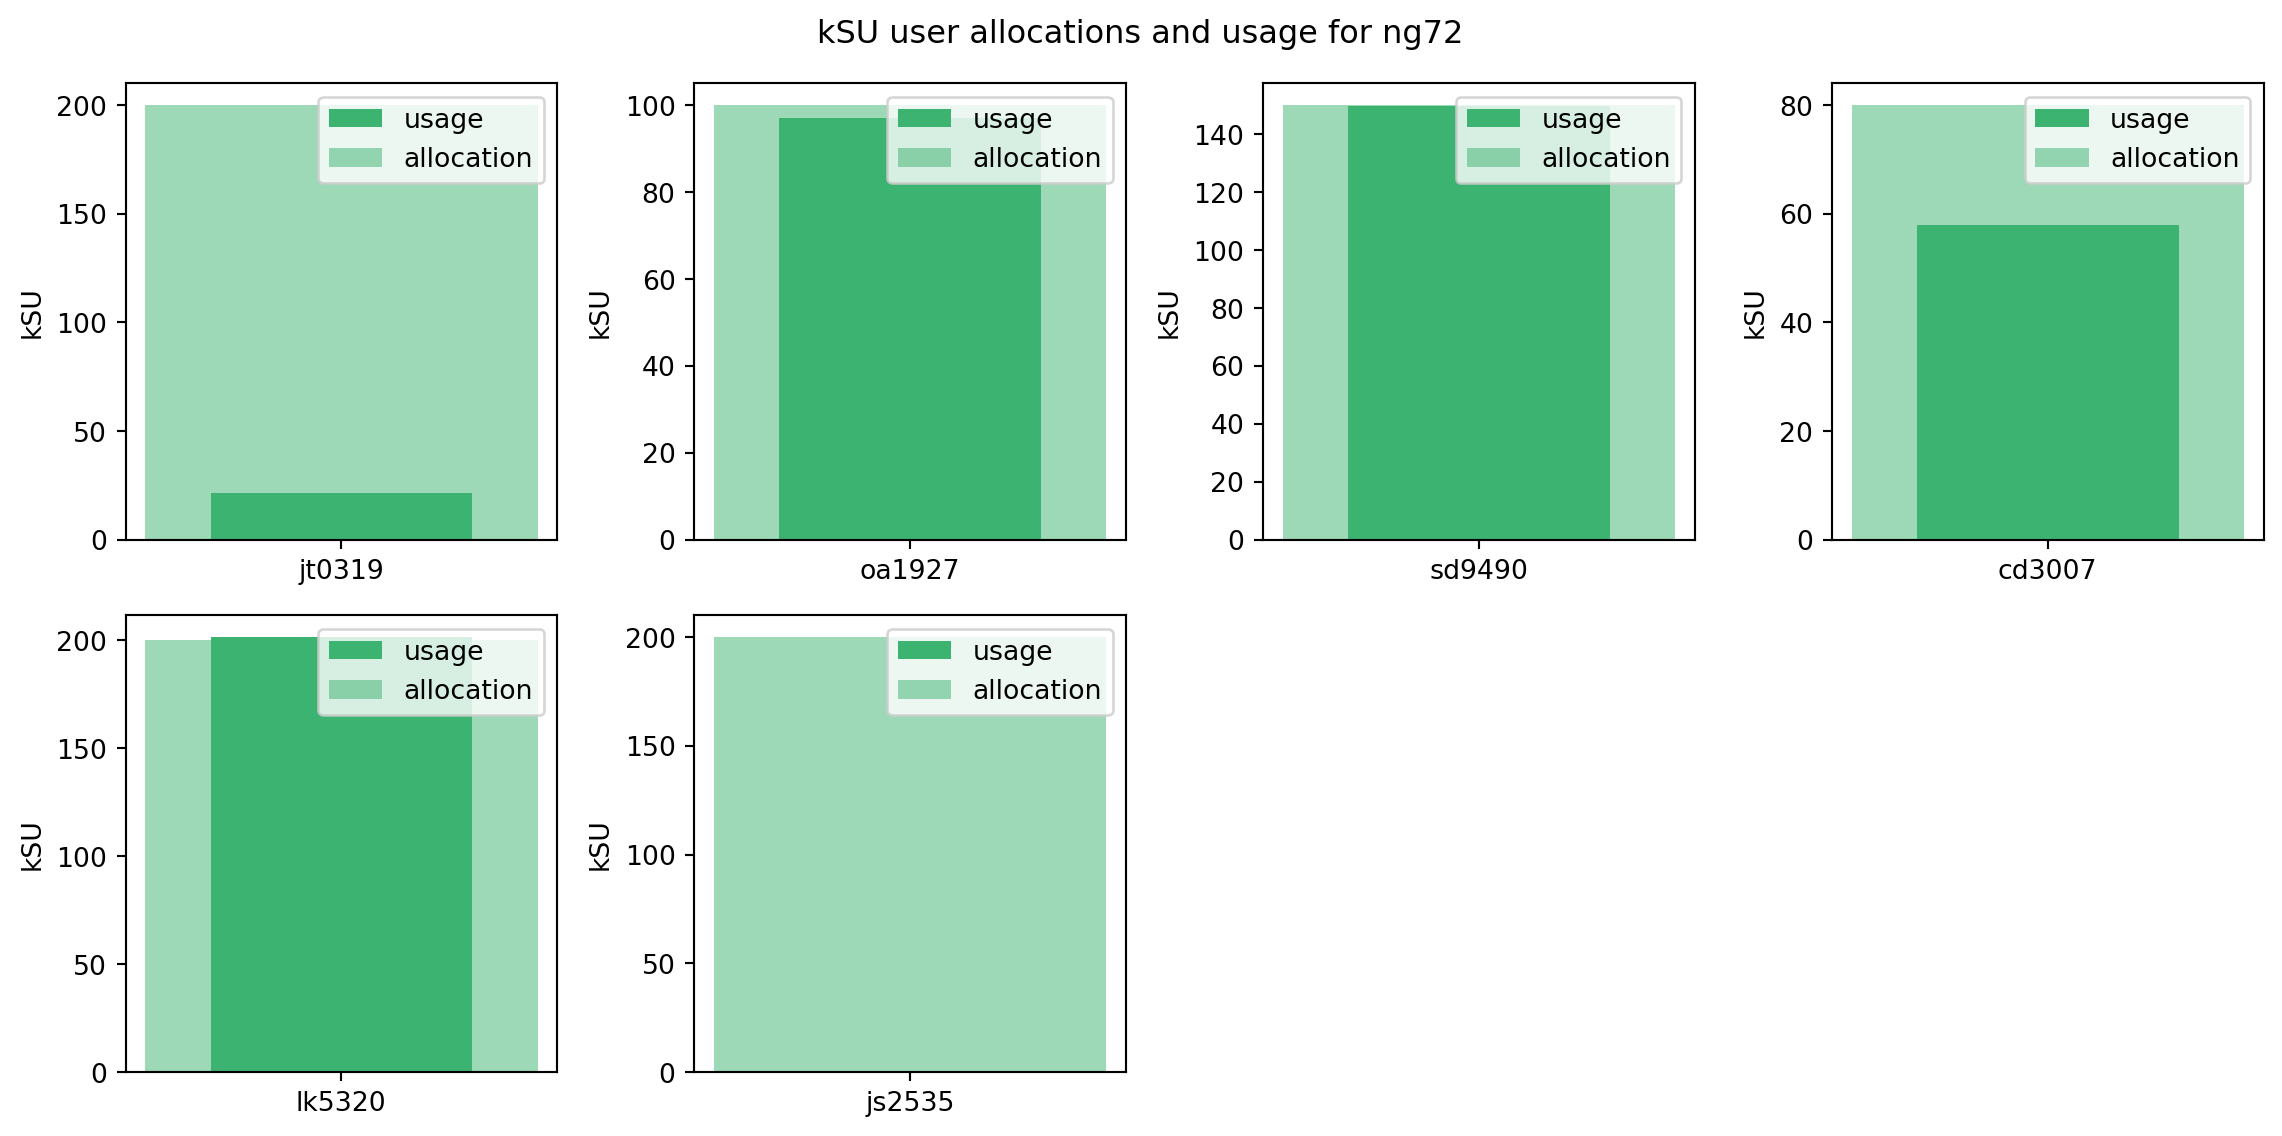 kSU user allocations and usage for ng72
200
150
100
50
0
kSU
usage
allocation
jt0319
100
80
60
40
20
0
kSU
usage
allocation
oa1927
140
120
100
80
60
40
20
0
kSU
usage
allocation
sd9490
80
60
40
20
0
kSU
usage
allocation
cd3007
200
150
100
50
0
kSU
usage
allocation
lk5320
200
150
100
50
0
kSU
usage
allocation
js2535